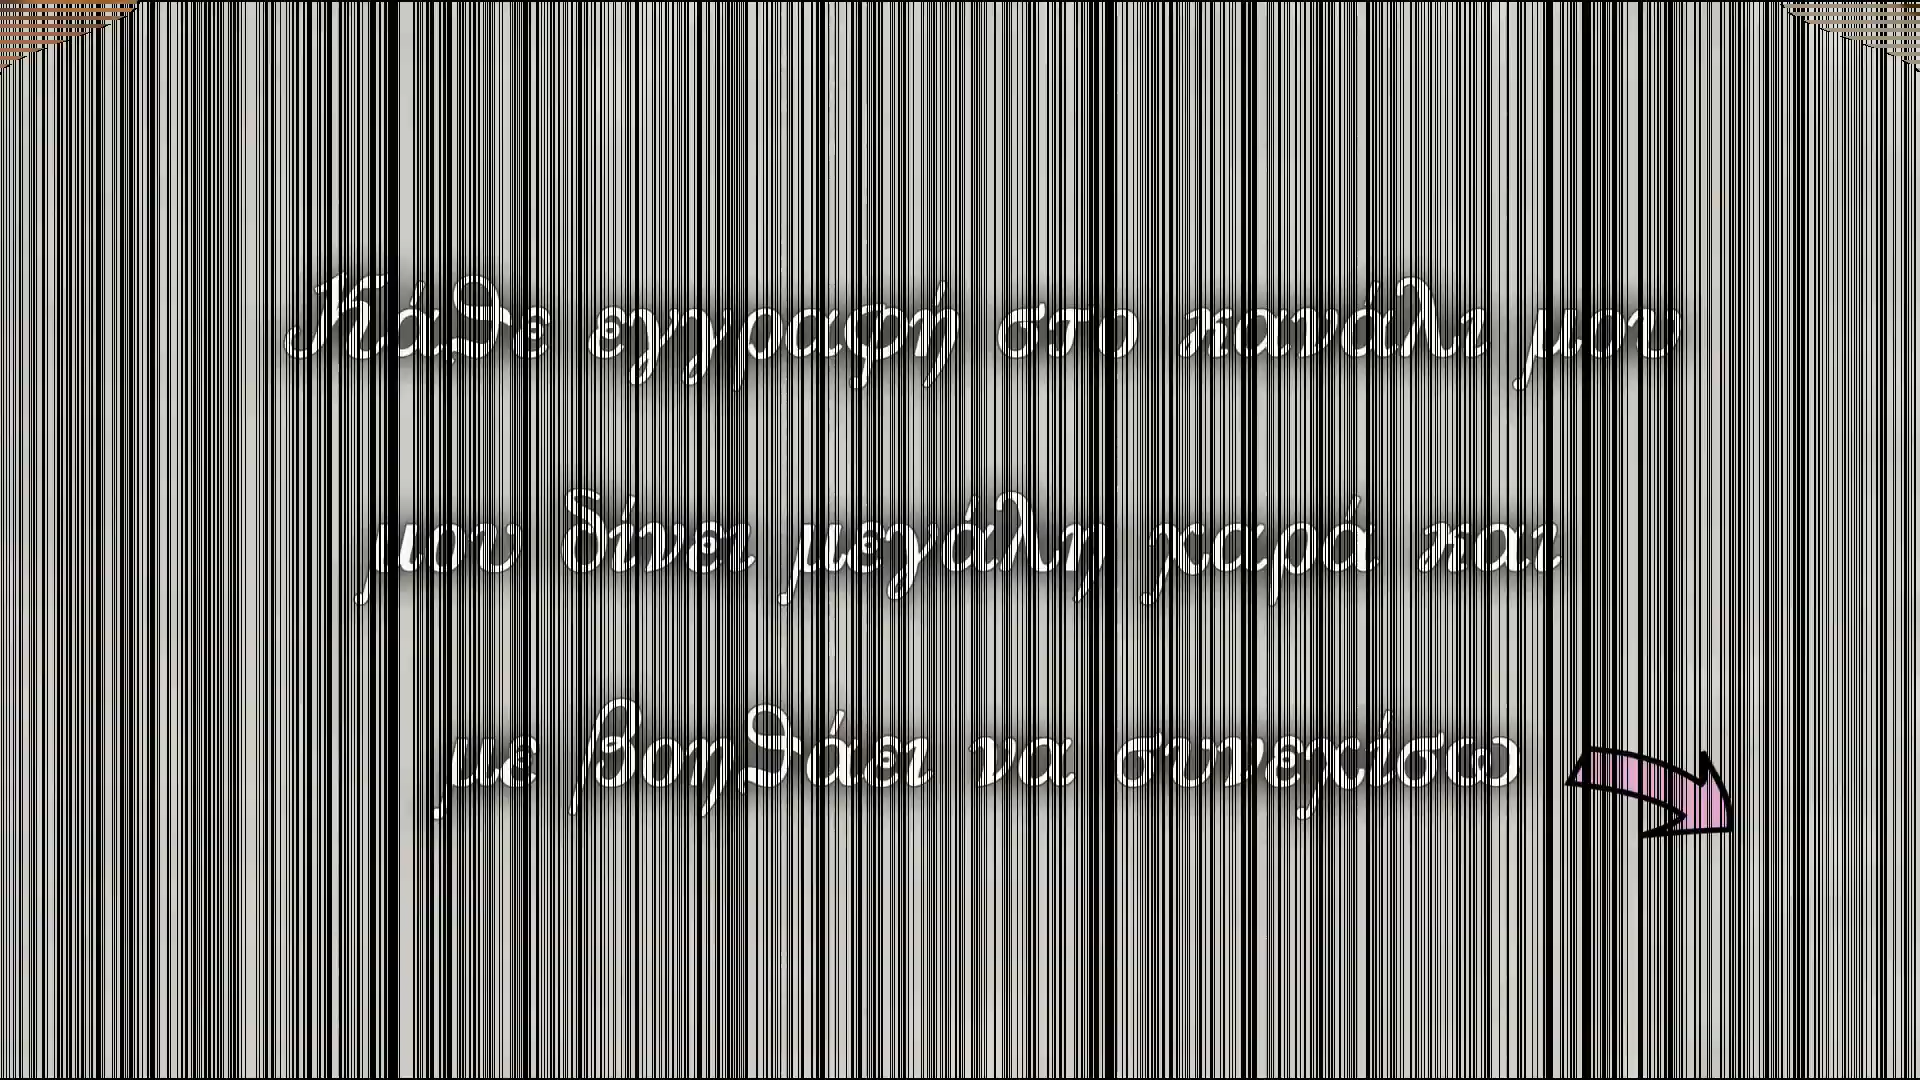 Κάθε εγγραφή στο κανάλι μου
μου δίνει μεγάλη χαρά και
με βοηθάει να συνεχίσω